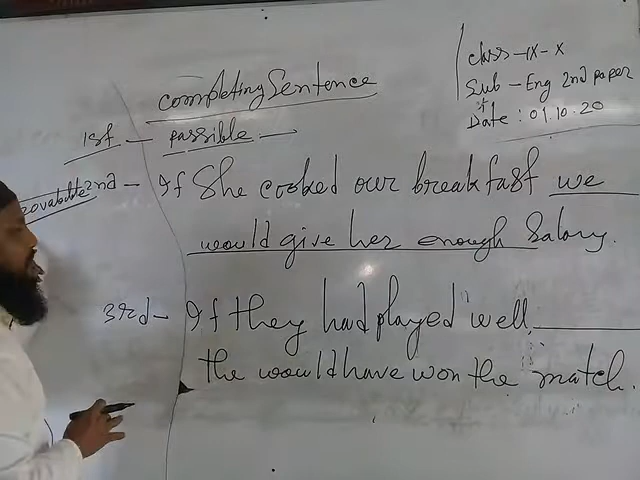 Completing Sentence
Class - IX - X
Sub - Eng 2nd paper
Date : 01.10.20
1st - passible
2nd - If She cooked our breakfast we
would give her enough Salary.
3rd - If they had played well
the would have won the match.